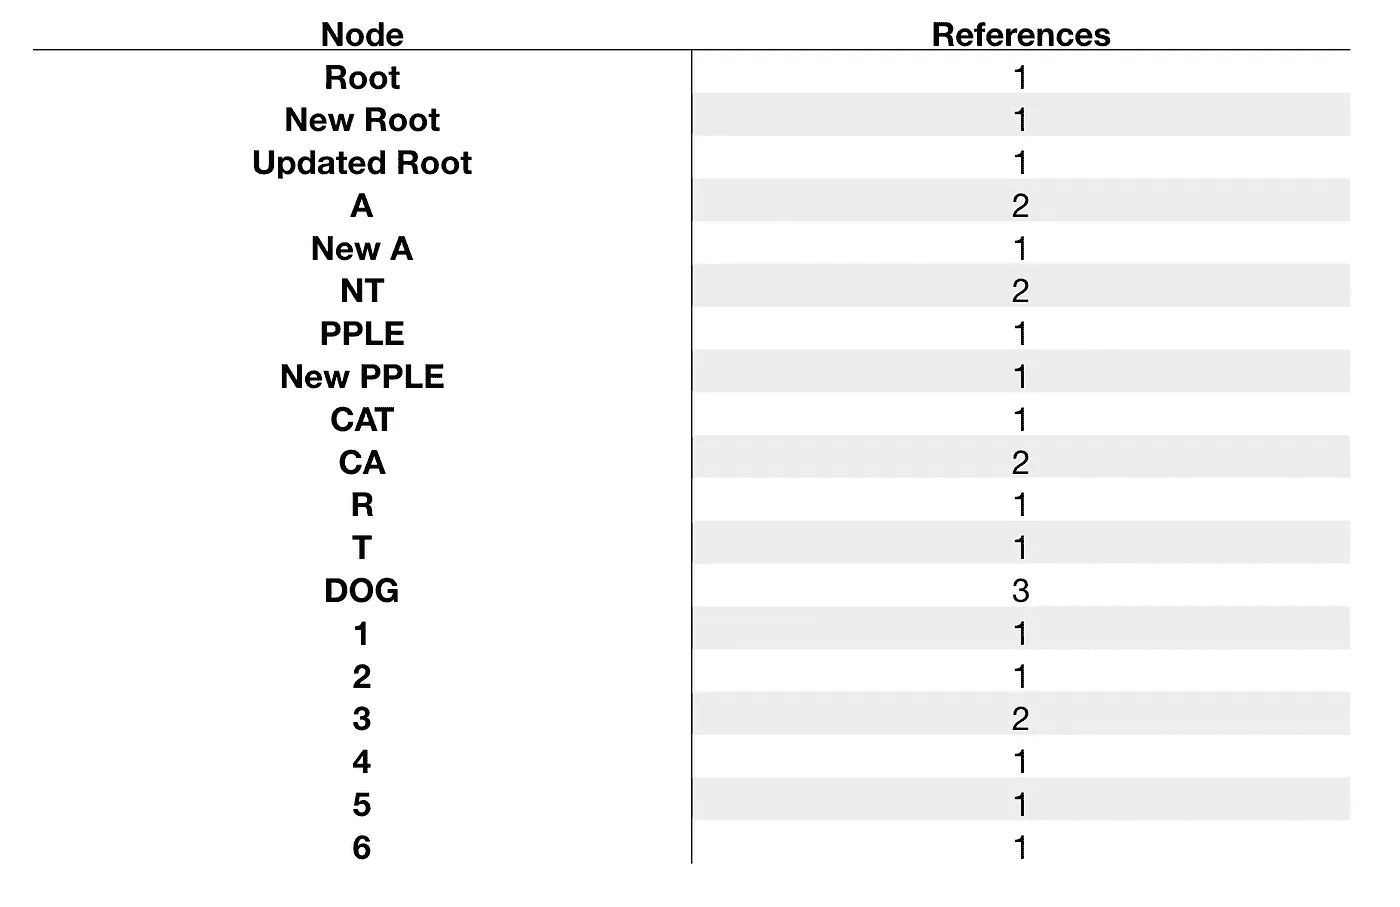 Node References
Root 1
New Root 1
Updated Root 1
A 2
New A 1
NT 2
PPLE 1
New PPLE 1
CAT 1
CA 2
R 1
T 1
DOG 3
1 1
2 1
3 2
4 1
5 1
6 1